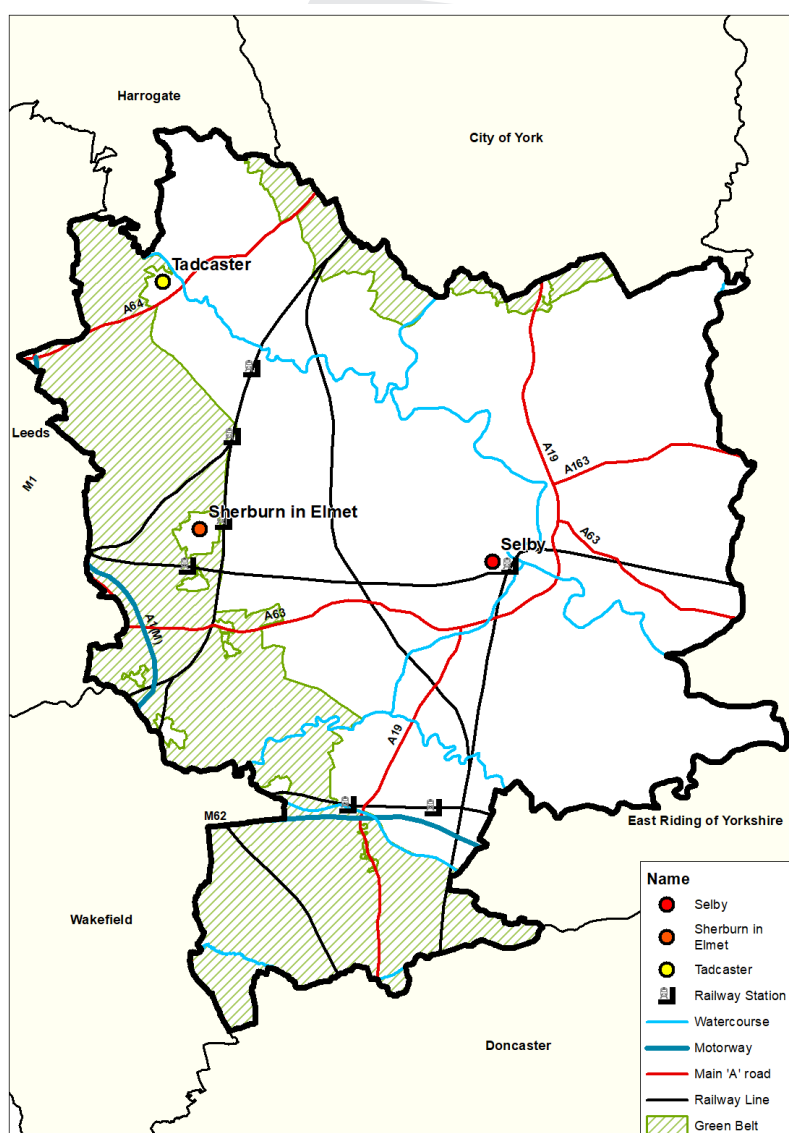 Harrogate
City of York
Tadcaster
A64
Leeds
M1
A19
A163
Sherburn in Elmet
Selby
A63
A63
A1(M)
A19
M62
East Riding of Yorkshire
Wakefield
Doncaster
Name
Selby
Sherburn in
Elmet
Tadcaster
Railway Station
Watercourse
Motorway
Main 'A' road
Railway Line
Green Belt